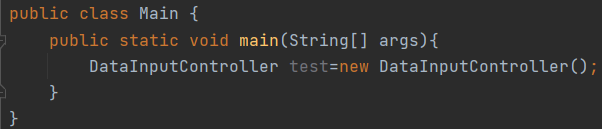 public class Main {
    public static void main(String[] args){
        DataInputController test=new DataInputController();
    }
}